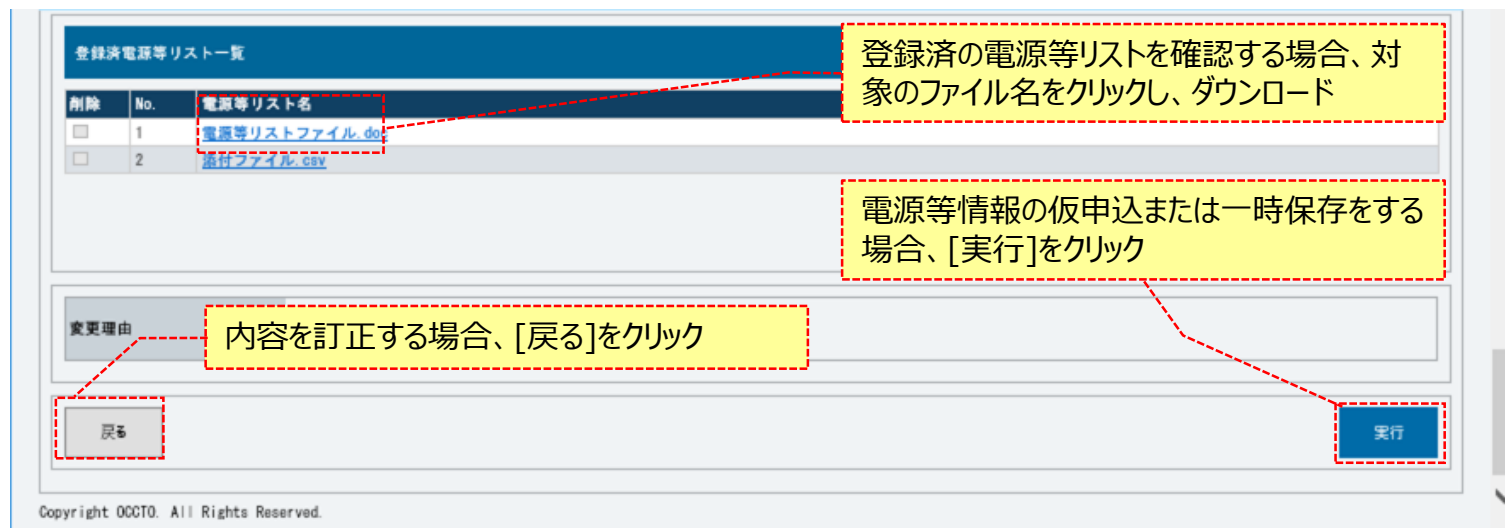 登録済電源等リスト一覧
登録済の電源等リストを確認する場合、対
象のファイル名をクリックし、ダウンロード
削除 No. 電源等リスト名
1 電源等リストファイル.doc
2 添付ファイル.csv
電源等情報の仮申込または一時保存をする
場合、[実行]をクリック
変更理由
内容を訂正する場合、[戻る]をクリック
戻る
実行
Copyright OCCTO. All Rights Reserved.